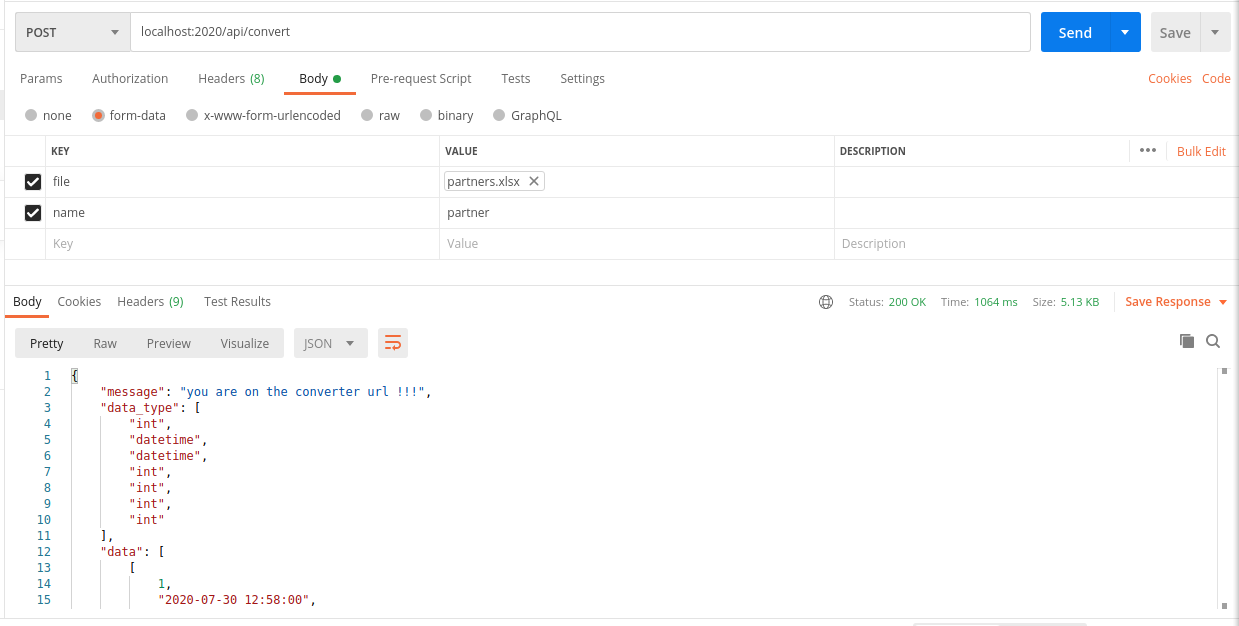 POST localhost:2020/api/convert Send Save
Params Authorization Headers (8) Body Pre-request Script Tests Settings Cookies Code
none form-data x-www-form-urlencoded raw binary GraphQL
KEY VALUE DESCRIPTION ••• Bulk Edit
file partners.xlsx
name partner
Key Value Description
Body Cookies Headers (9) Test Results Status: 200 OK Time: 1064 ms Size: 5.13 KB Save Response
Pretty Raw Preview Visualize JSON
1 {
2 "message": "you are on the converter url !!!",
3 "data_type": [
4 "int",
5 "datetime",
6 "datetime",
7 "int",
8 "int",
9 "int",
10 "int"
11 ],
12 "data": [
13 [
14 1,
15 "2020-07-30 12:58:00",